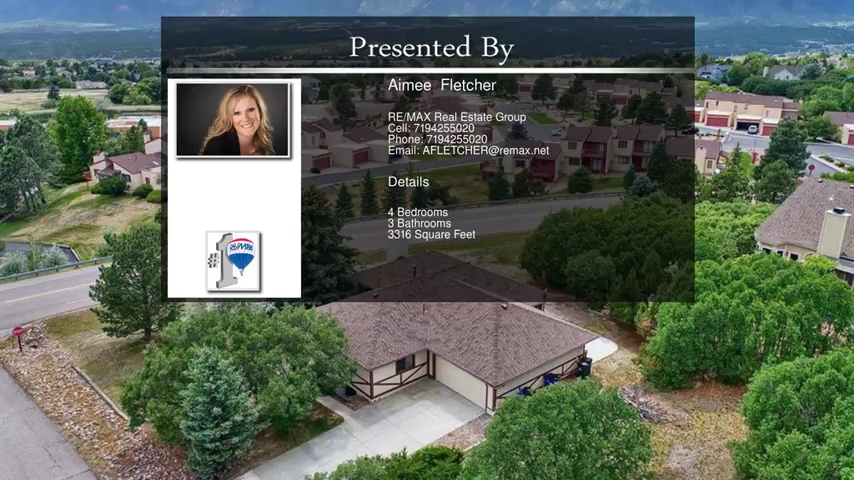 Presented By
Aimee Fletcher
RE/MAX Real Estate Group
Cell: 7194255020
Phone: 7194255020
Email: AFLETCHER@remax.net
Details
4 Bedrooms
3 Bathrooms
3316 Square Feet
RE/MAX
#1